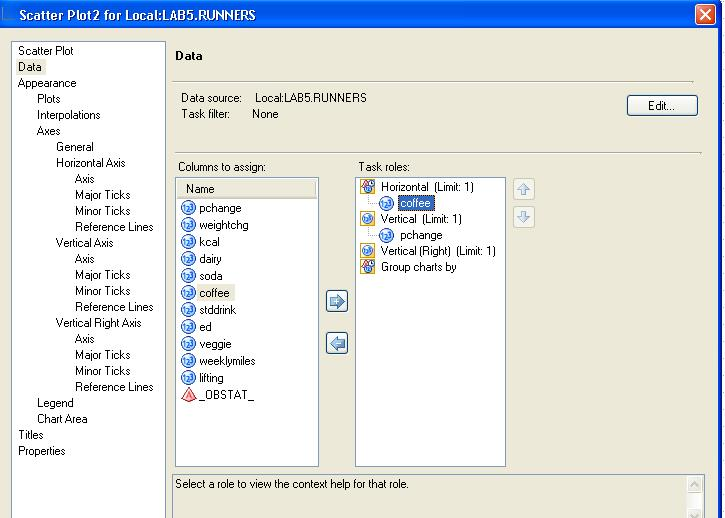 Scatter Plot2 for Local:LAB5.RUNNERS
Scatter Plot
Data
Appearance
Plots
Interpolations
Axes
General
Horizontal Axis
Axis
Major Ticks
Minor Ticks
Reference Lines
Vertical Axis
Axis
Major Ticks
Minor Ticks
Reference Lines
Vertical Right Axis
Axis
Major Ticks
Minor Ticks
Reference Lines
Legend
Chart Area
Titles
Properties
Data
Data source: Local:LAB5.RUNNERS
Task filter: None
Edit...
Columns to assign:
Name
pchange
weightchg
kcal
dairy
soda
coffee
stddrink
ed
veggie
weeklymiles
lifting
_OBSTAT_
Task roles:
Horizontal (Limit: 1)
coffee
Vertical (Limit: 1)
pchange
Vertical (Right) (Limit: 1)
Group charts by
Select a role to view the context help for that role.